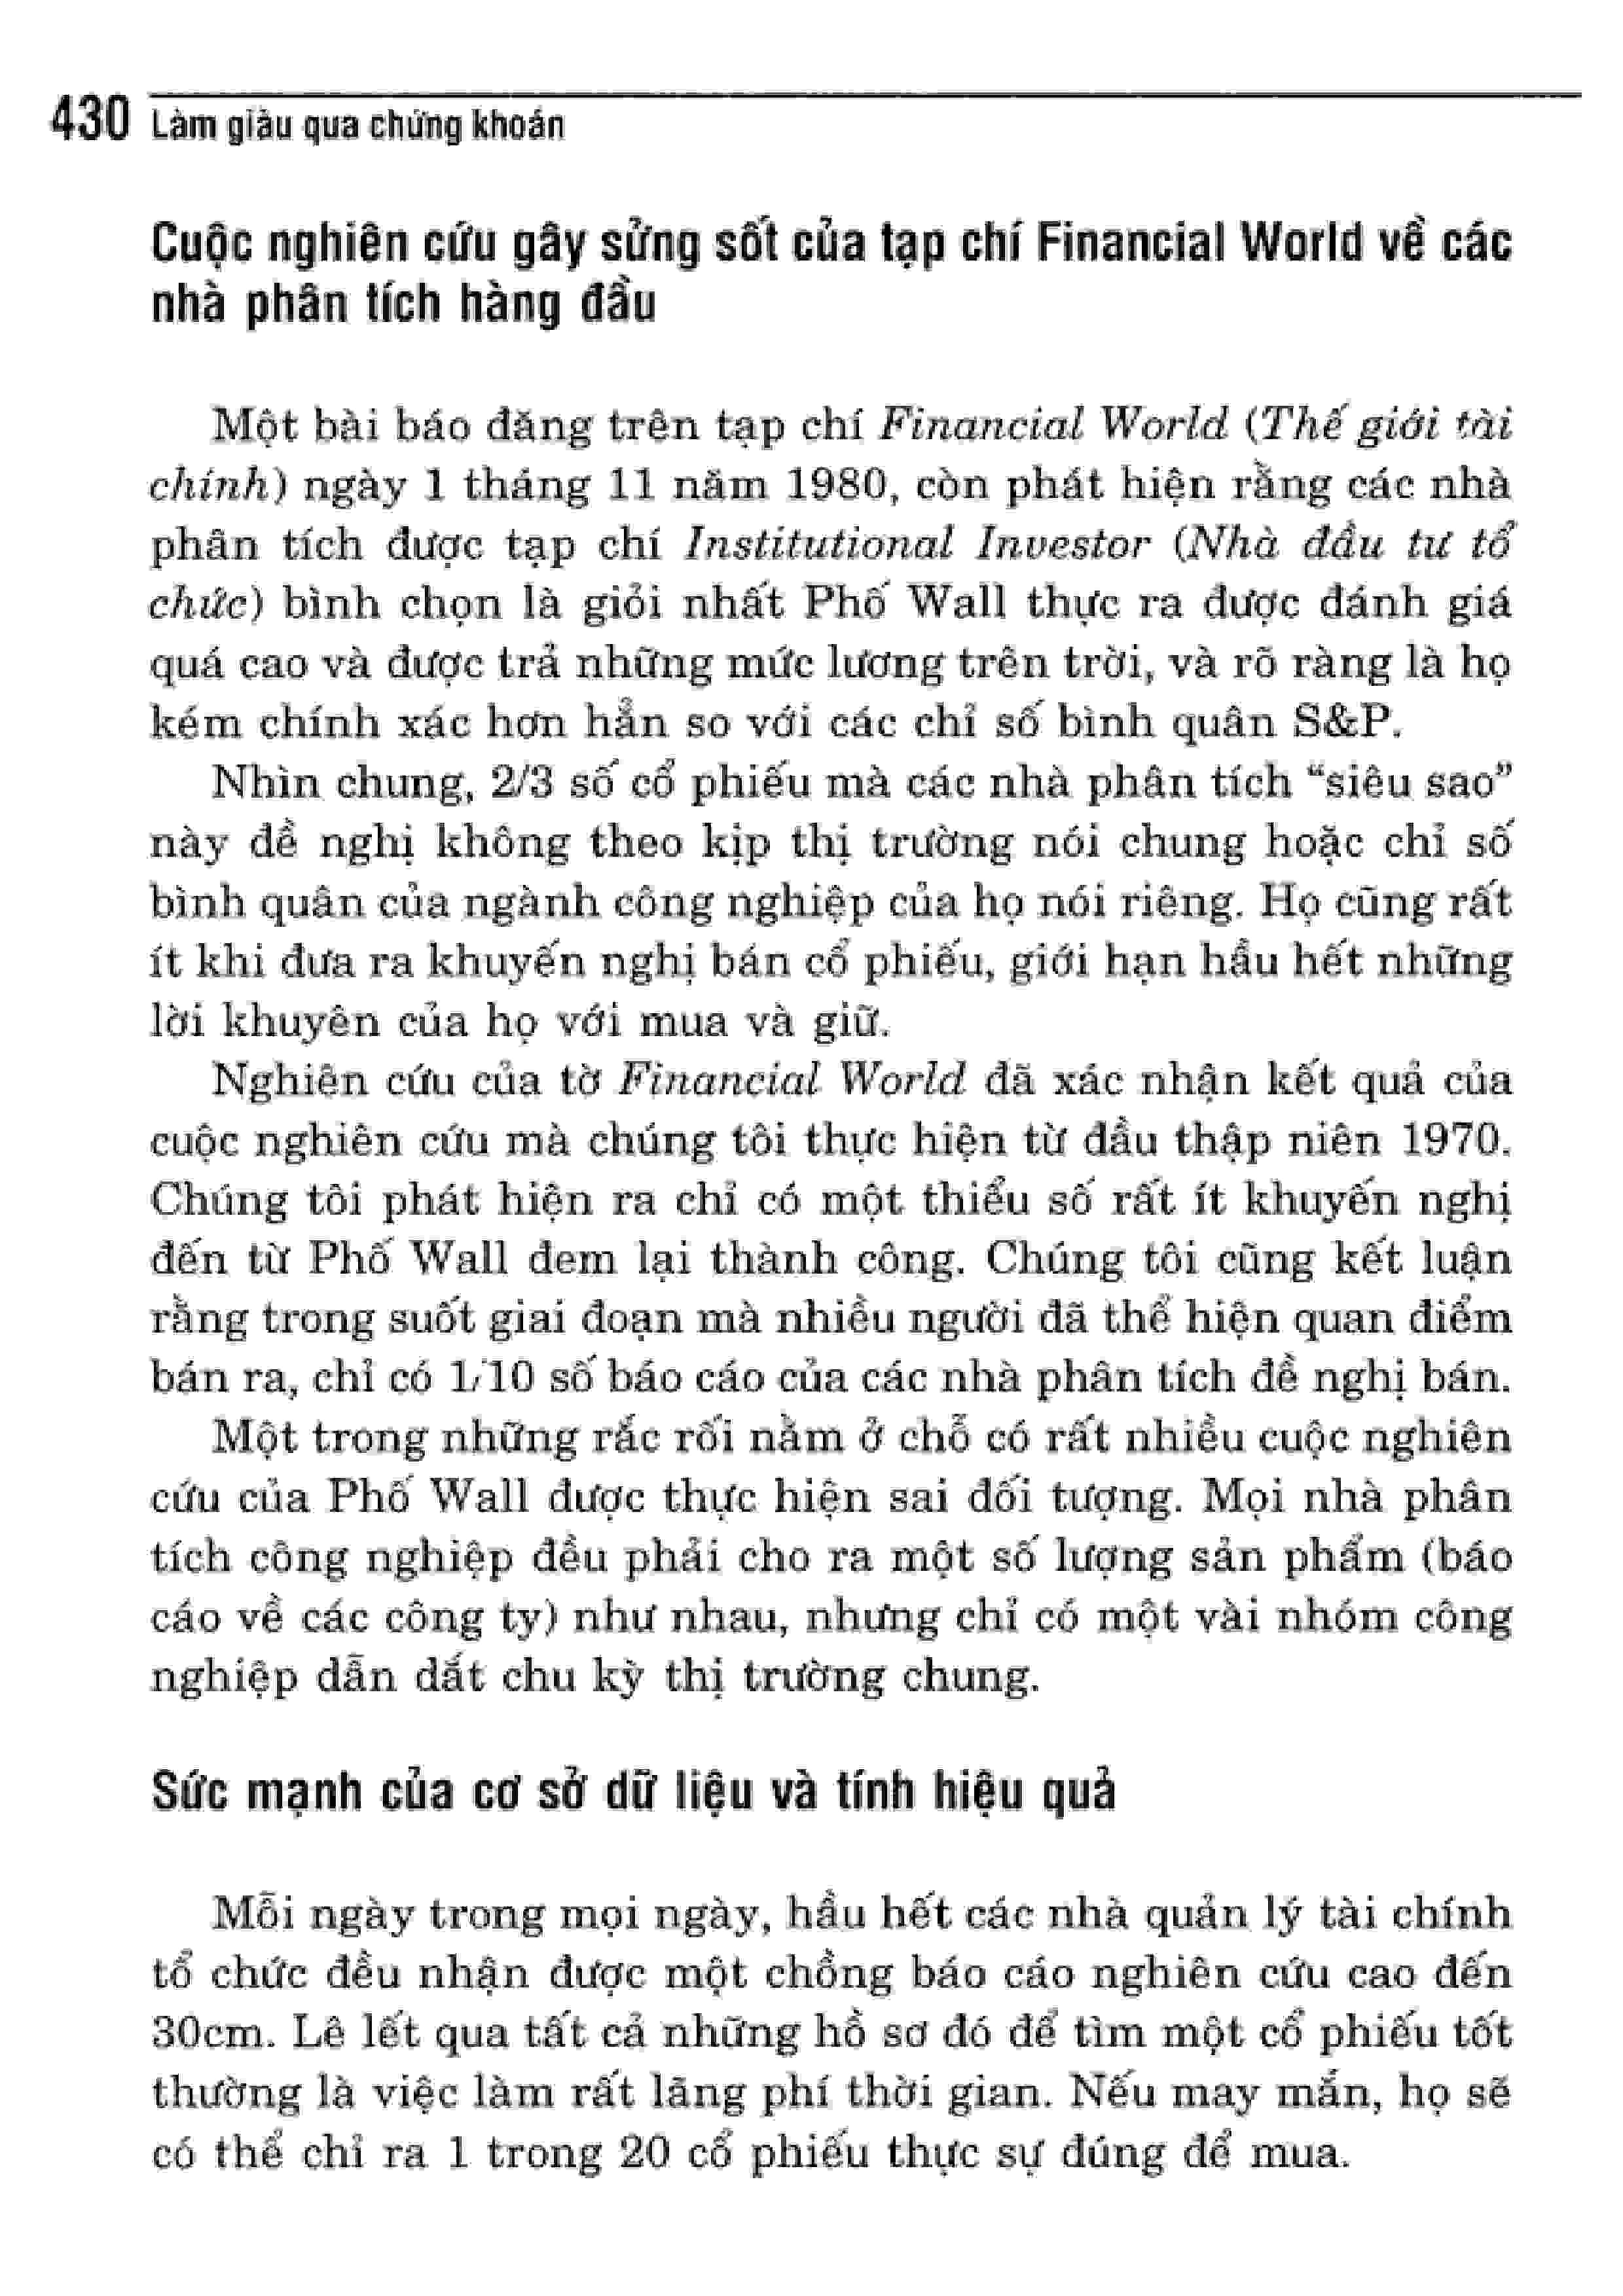 430 Làm giàu qua chứng khoán
Cuộc nghiên cứu gây sửng sốt của tạp chí Financial World về các
nhà phân tích hàng đầu
Một bài báo đăng trên tạp chí Financial World (Thế giới tài
chính) ngày 1 tháng 11 năm 1980, còn phát hiện rằng các nhà
phân tích được tạp chí Institutional Investor (Nhà đầu tư tổ
chức) bình chọn là giỏi nhất Phố Wall thực ra được đánh giá
quá cao và được trả những mức lương trên trời, và rõ ràng là họ
kém chính xác hơn hẳn so với các chỉ số bình quân S&P.
Nhìn chung, 2/3 số cổ phiếu mà các nhà phân tích “siêu sao”
này đề nghị không theo kịp thị trường nói chung hoặc chỉ số
bình quân của ngành công nghiệp của họ nói riêng. Họ cũng rất
ít khi đưa ra khuyến nghị bán cổ phiếu, giới hạn hầu hết những
lời khuyên của họ với mua và giữ.
Nghiên cứu của tờ Financial World đã xác nhận kết quả của
cuộc nghiên cứu mà chúng tôi thực hiện từ đầu thập niên 1970.
Chúng tôi phát hiện ra chỉ có một thiểu số rất ít khuyến nghị
đến từ Phố Wall đem lại thành công. Chúng tôi cũng kết luận
rằng trong suốt giai đoạn mà nhiều người đã thể hiện quan điểm
bán ra, chỉ có 1/10 số báo cáo của các nhà phân tích đề nghị bán.
Một trong những rắc rối nằm ở chỗ có rất nhiều cuộc nghiên
cứu của Phố Wall được thực hiện sai đối tượng. Mọi nhà phân
tích công nghiệp đều phải cho ra một số lượng sản phẩm (báo
cáo về các công ty) như nhau, nhưng chỉ có một vài nhóm công
nghiệp dẫn dắt chu kỳ thị trường chung.
Sức mạnh của cơ sở dữ liệu và tính hiệu quả
Mỗi ngày trong mọi ngày, hầu hết các nhà quản lý tài chính
tổ chức đều nhận được một chồng báo cáo nghiên cứu cao đến
30cm. Lê lết qua tất cả những hồ sơ đó để tìm một cổ phiếu tốt
thường là việc làm rất lãng phí thời gian. Nếu may mắn, họ sẽ
có thể chỉ ra 1 trong 20 cổ phiếu thực sự đúng để mua.